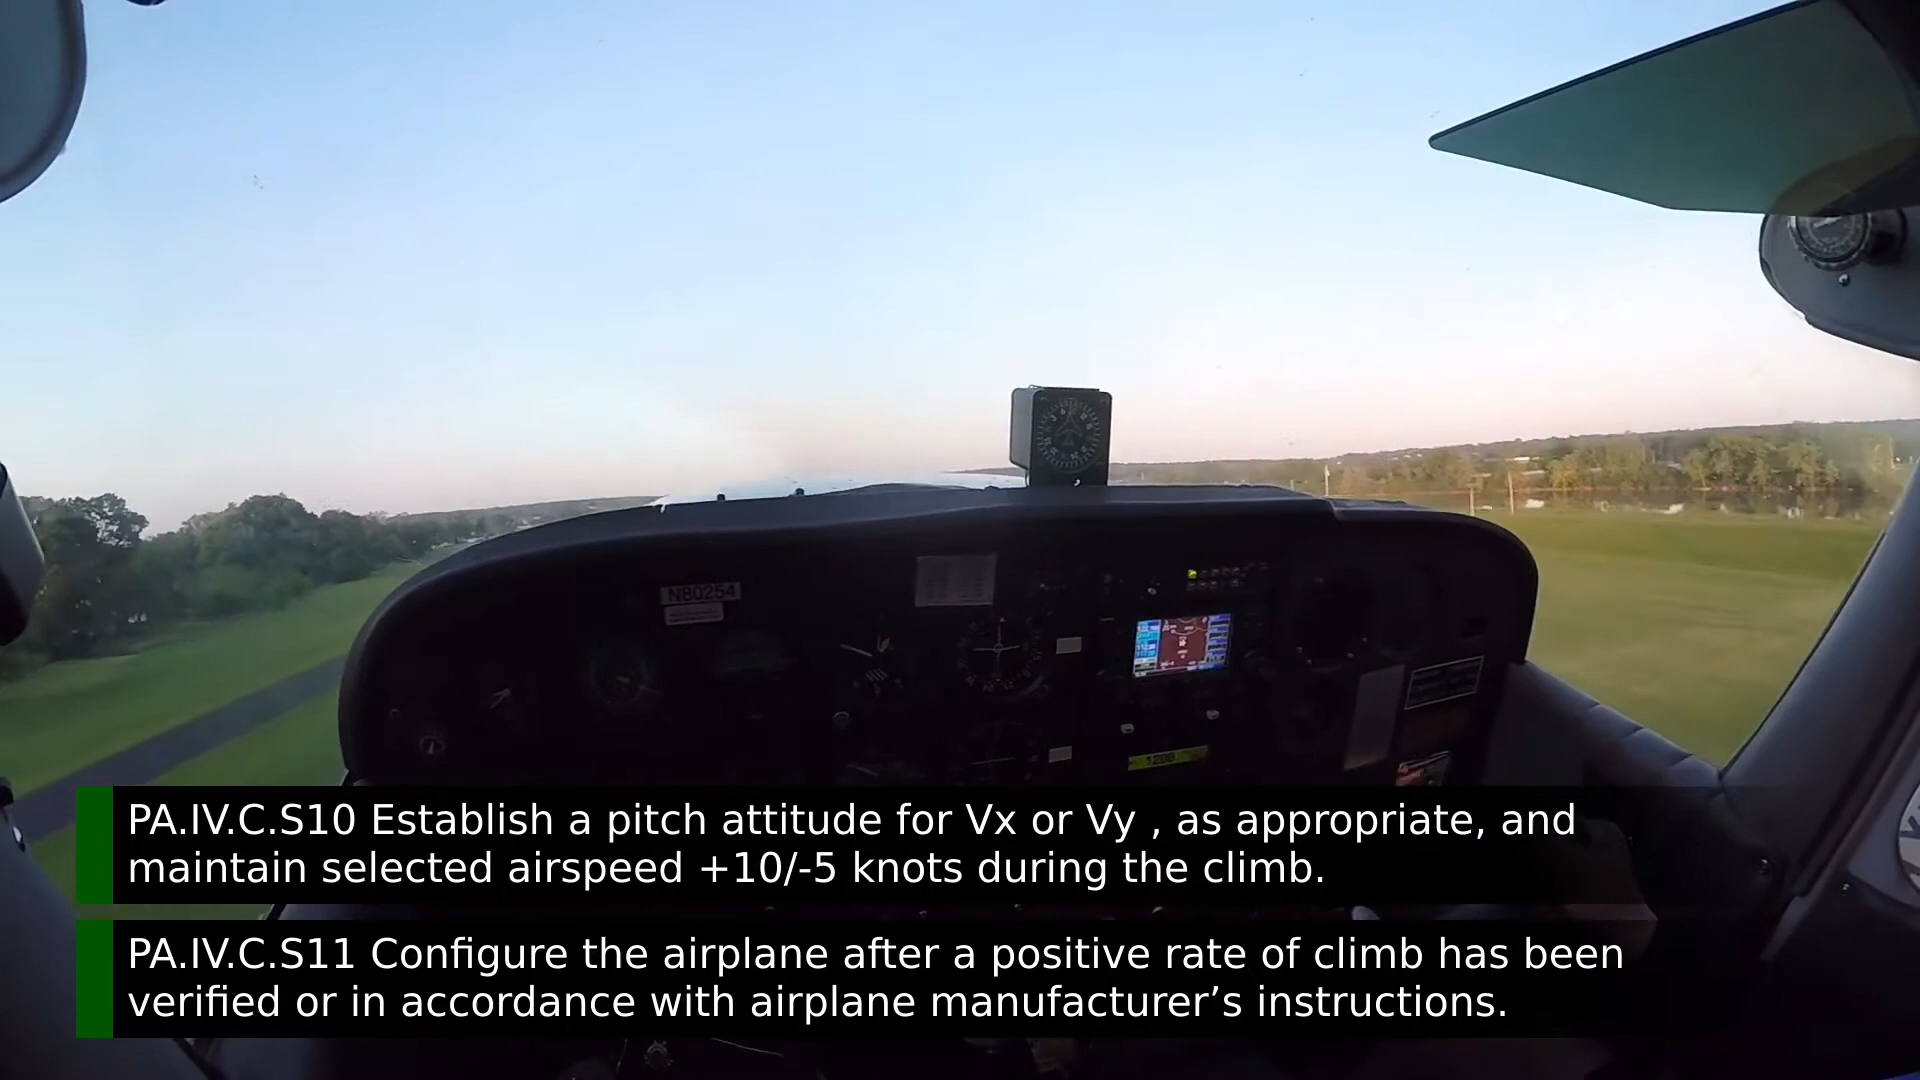 N80254
1200
PA.IV.C.S10 Establish a pitch attitude for Vx or Vy , as appropriate, and
maintain selected airspeed +10/-5 knots during the climb.
PA.IV.C.S11 Configure the airplane after a positive rate of climb has been
verified or in accordance with airplane manufacturer’s instructions.